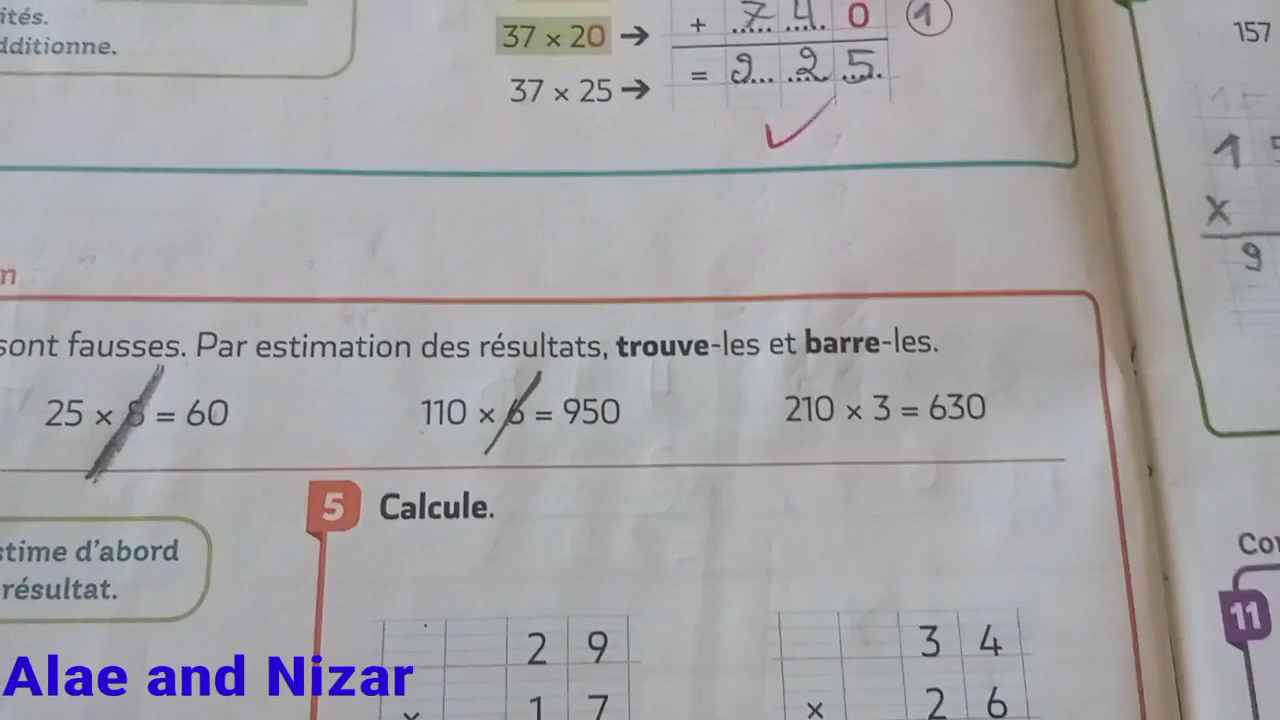 ités.
dditionne.
37 × 20 → + 7 4 0 1
37 × 25 → = 9 2 5
157
1
×
9
n
sont fausses. Par estimation des résultats, trouve-les et barre-les.
25 × 8 = 60 110 × 6 = 950 210 × 3 = 630
5 Calcule.
stime d'abord
résultat.
2 9
1 7
×
3 4
× 2 6
Co
11
Alae and Nizar